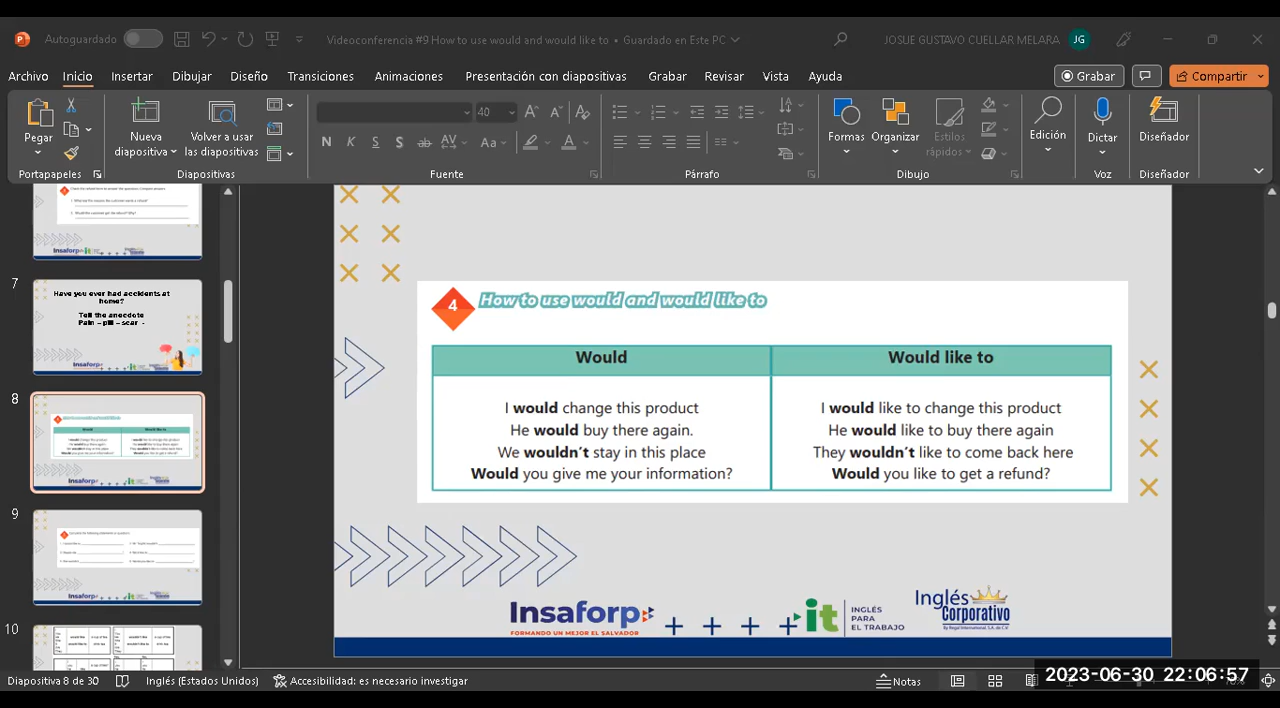 Autoguardado
Videoconferencia #9 How to use would and would like to • Guardado en Este PC
JOSUE GUSTAVO CUELLAR MELARA
JG
Archivo Inicio Insertar Dibujar Diseño Transiciones Animaciones Presentación con diapositivas Grabar Revisar Vista Ayuda
Grabar
Compartir
Pegar
Nueva
diapositiva
Volver a usar
las diapositivas
40
N K S S ab AV Aa A
Formas
Organizar
Estilos
rápidos
Edición
Dictar
Diseñador
Portapapeles
Diapositivas
Fuente
Párrafo
Dibujo
Voz
Diseñador
7
Have you ever had accidents at
home?
Tell the anecdote
Pain – pill – scar -
8
9
10
4
How to use would and would like to
Would
Would like to
I would change this product
He would buy there again.
We wouldn't stay in this place
Would you give me your information?
I would like to change this product
He would like to buy there again
They wouldn't like to come back here
Would you like to get a refund?
Insaforp
FORMANDO UN MEJOR EL SALVADOR
it
INGLÉS
PARA
EL TRABAJO
Inglés
Corporativo
Diapositiva 8 de 30
Inglés (Estados Unidos)
Accesibilidad: es necesario investigar
Notas
2023-06-30 22:06:57